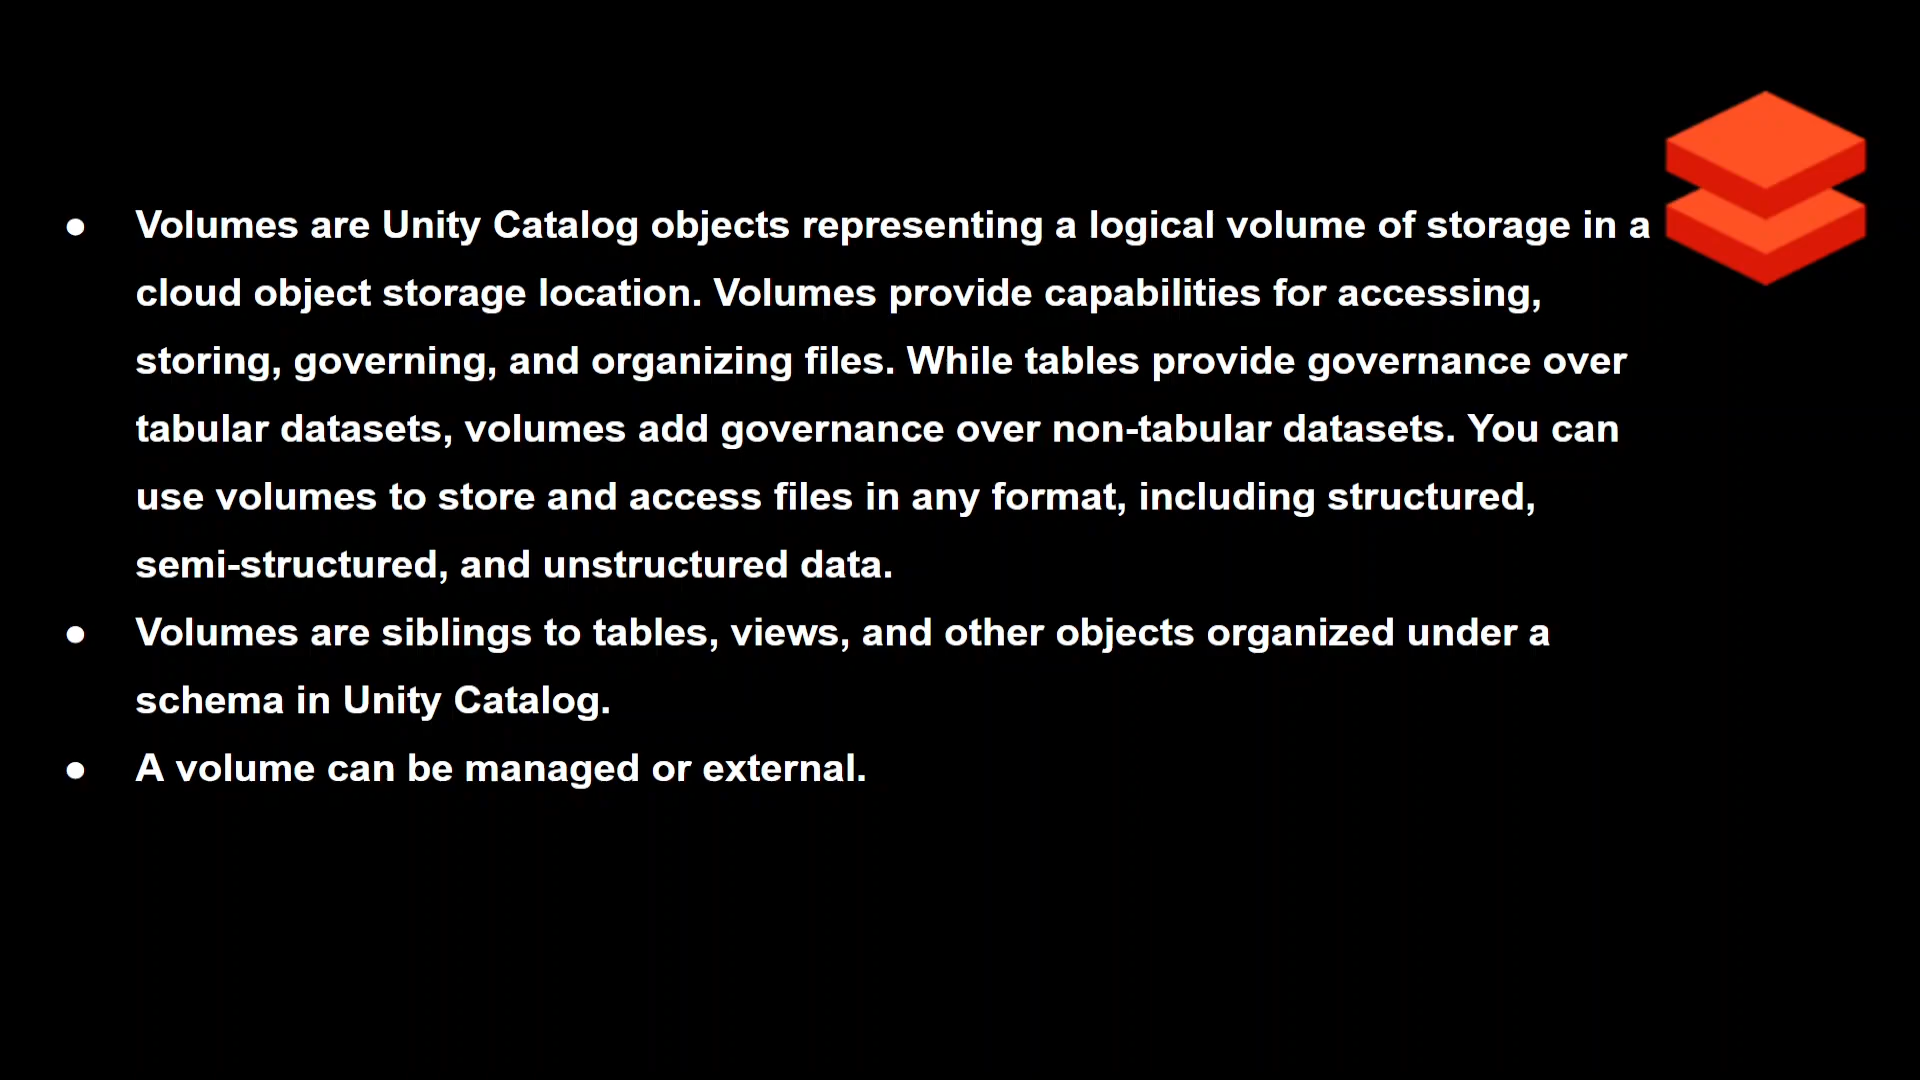 ● Volumes are Unity Catalog objects representing a logical volume of storage in a
cloud object storage location. Volumes provide capabilities for accessing,
storing, governing, and organizing files. While tables provide governance over
tabular datasets, volumes add governance over non-tabular datasets. You can
use volumes to store and access files in any format, including structured,
semi-structured, and unstructured data.
● Volumes are siblings to tables, views, and other objects organized under a
schema in Unity Catalog.
● A volume can be managed or external.